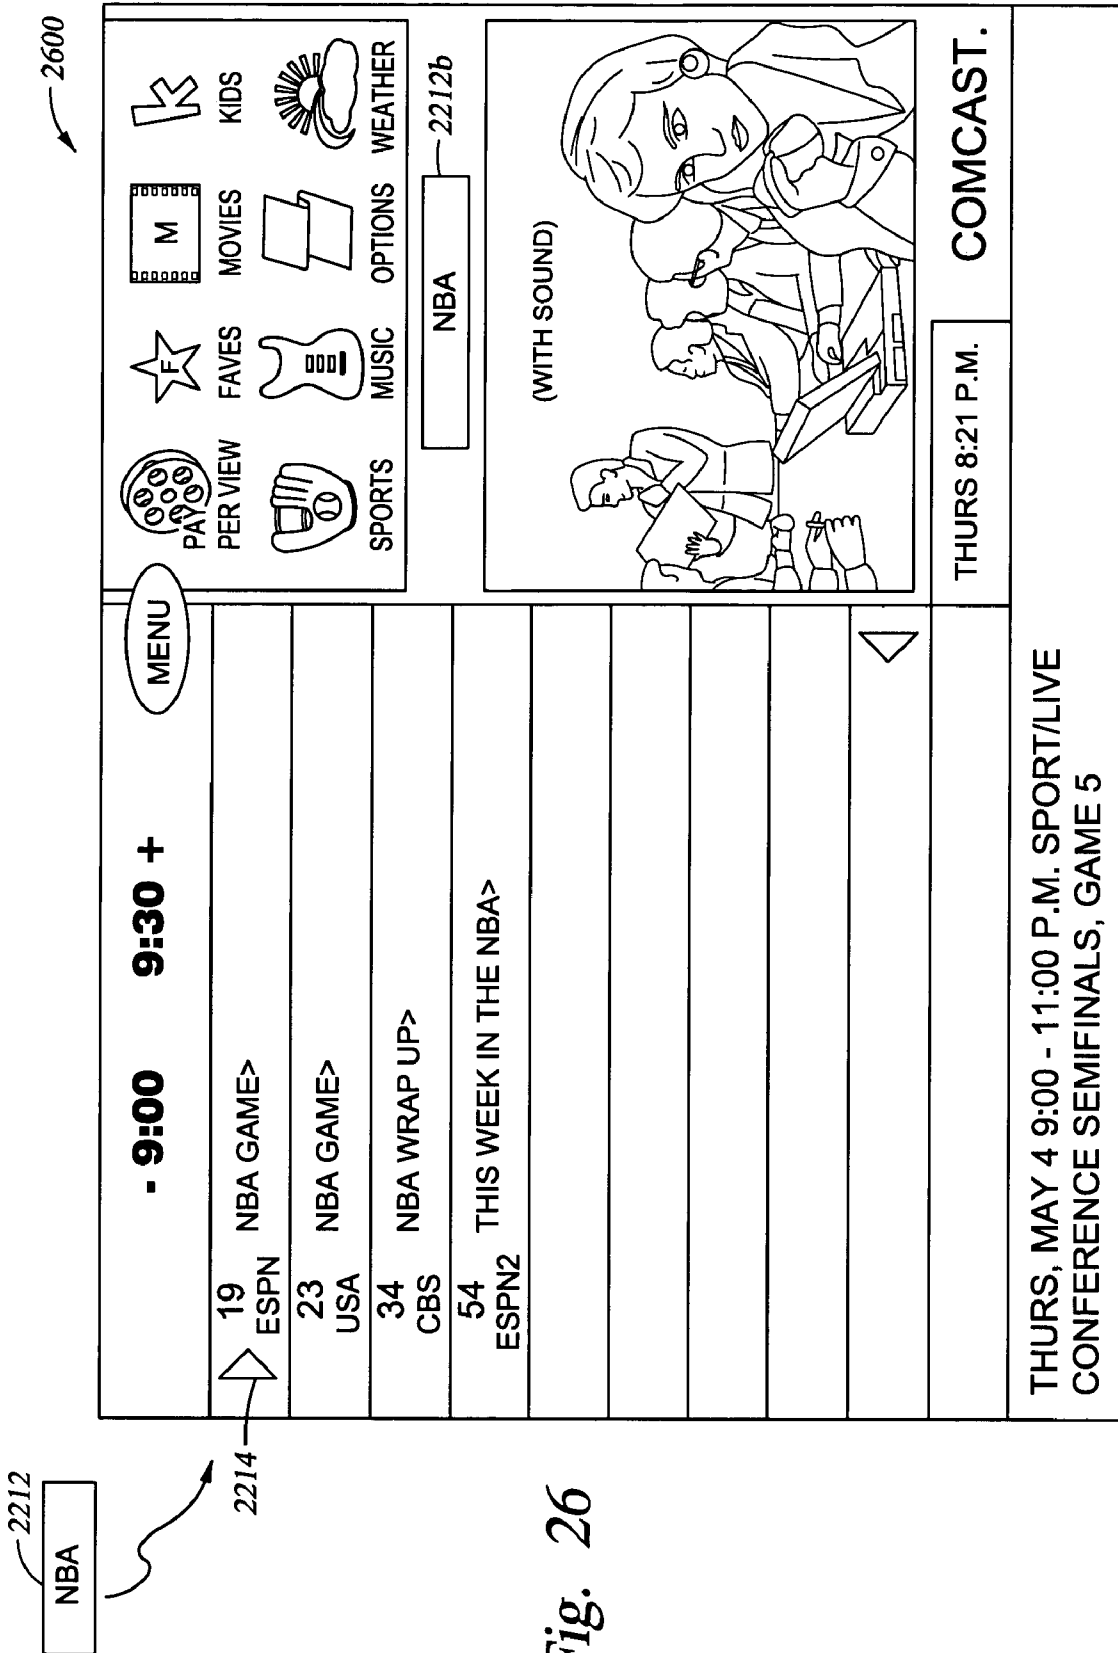 2600
- 9:00 9:30 +
MENU
19
ESPN
NBA GAME>
23
USA
NBA GAME>
34
CBS
NBA WRAP UP>
54
ESPN2
THIS WEEK IN THE NBA>
PAY
PER VIEW
F
FAVES
M
MOVIES
K
KIDS
SPORTS
MUSIC
OPTIONS
WEATHER
NBA
2212b
(WITH SOUND)
THURS 8:21 P.M.
COMCAST.
THURS, MAY 4 9:00 - 11:00 P.M. SPORT/LIVE
CONFERENCE SEMIFINALS, GAME 5
2212
NBA
2214
Fig. 26